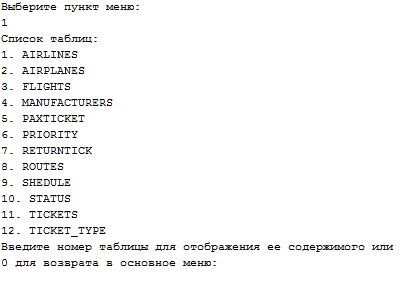 Выберите пункт меню:
1
Список таблиц:
1. AIRLINES
2. AIRPLANES
3. FLIGHTS
4. MANUFACTURERS
5. PAXTICKET
6. PRIORITY
7. RETURNTICK
8. ROUTES
9. SHEDULE
10. STATUS
11. TICKETS
12. TICKET_TYPE
Введите номер таблицы для отображения ее содержимого или
0 для возврата в основное меню: